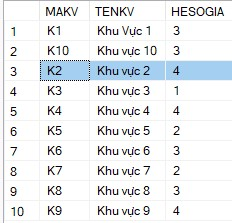 MAKV TENKV HESOGIA
1 K1 Khu Vực 1 3
2 K10 Khu vực 10 3
3 K2 Khu vực 2 4
4 K3 Khu vực 3 1
5 K4 Khu vực 4 4
6 K5 Khu vực 5 2
7 K6 Khu vực 6 3
8 K7 Khu vực 7 2
9 K8 Khu vực 8 3
10 K9 Khu vực 9 4